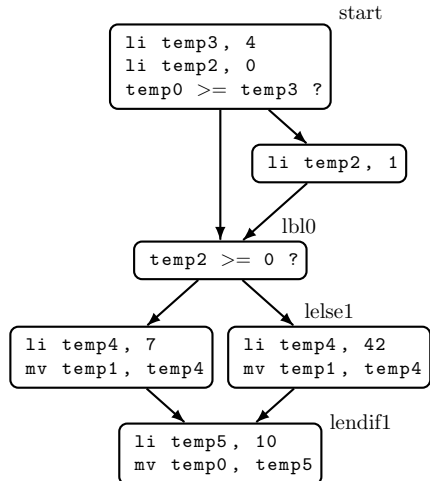 start
li temp3, 4
li temp2, 0
temp0 >= temp3 ?
li temp2, 1
lbl0
temp2 >= 0 ?
lelse1
li temp4, 7
mv temp1, temp4
li temp4, 42
mv temp1, temp4
lendif1
li temp5, 10
mv temp0, temp5